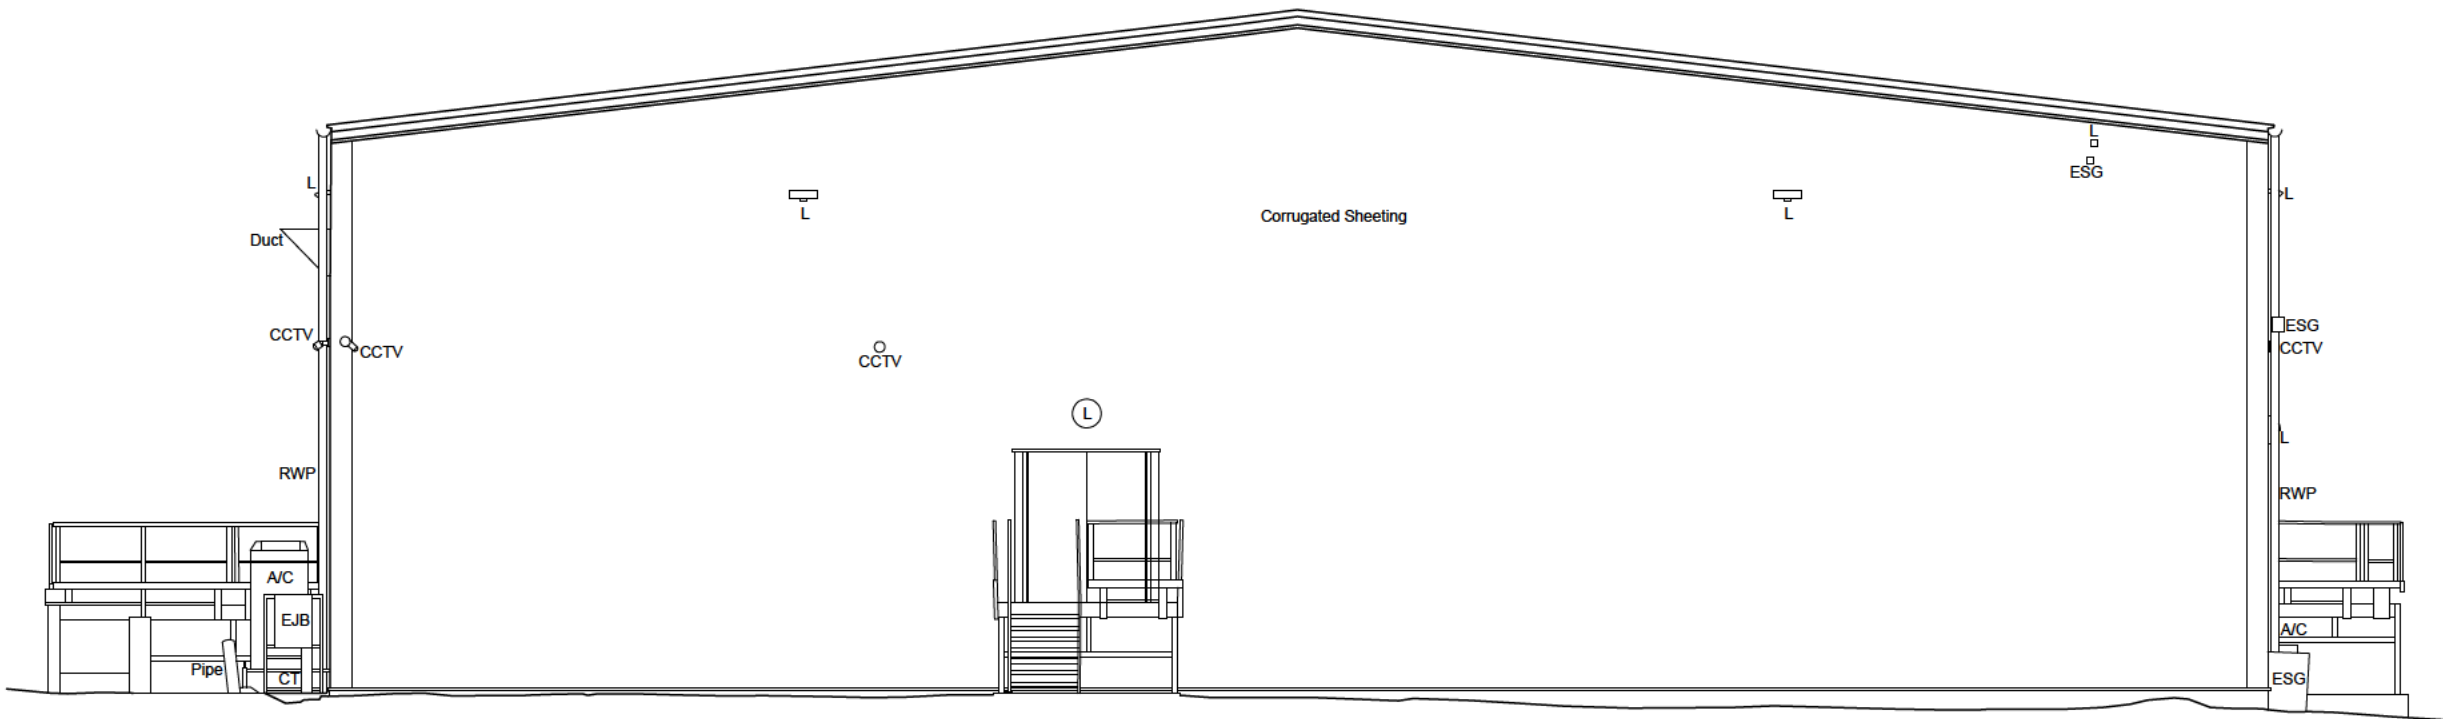 L
ESG
L
L
L
L
Corrugated Sheeting
Duct
CCTV
CCTV
CCTV
ESG
CCTV
L
L
RWP
RWP
A/C
EJB
A/C
Pipe
CT
ESG